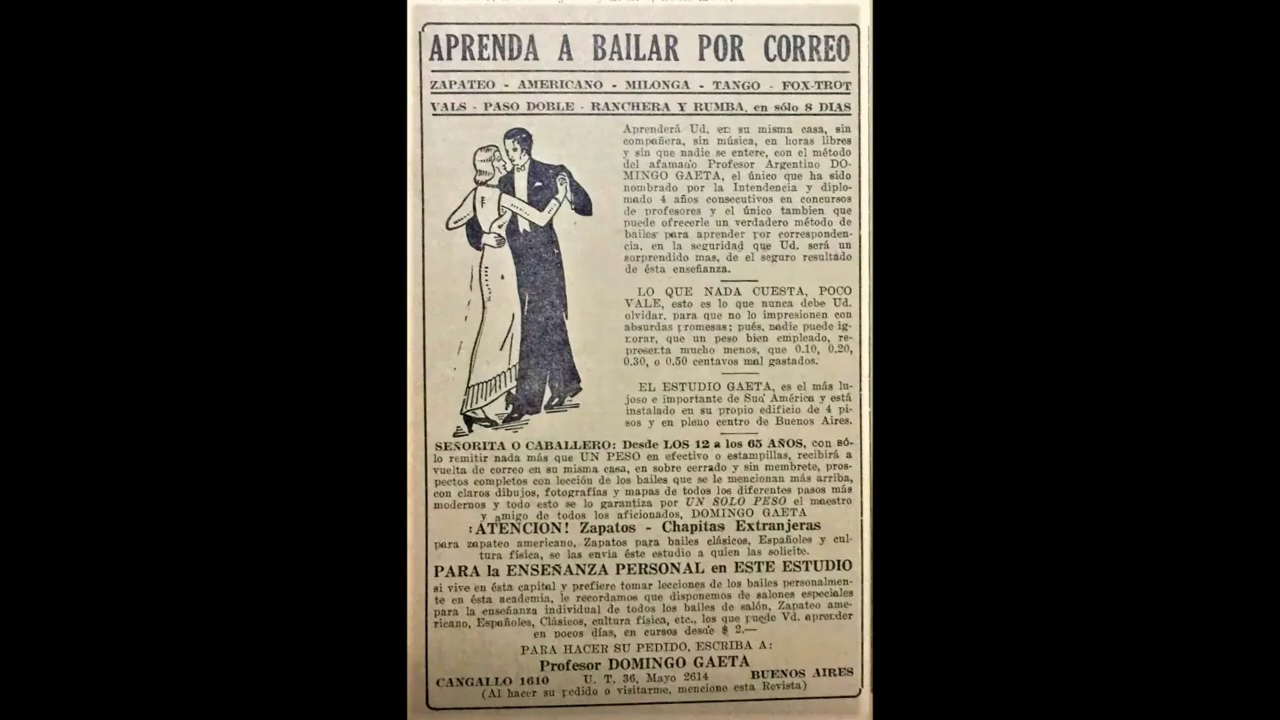 APRENDA A BAILAR POR CORREO
ZAPATEO - AMERICANO - MILONGA - TANGO - FOX-TROT
VALS - PASO DOBLE - RANCHERA Y RUMBA, en sólo 8 DIAS
Aprenderá Ud. en su misma casa, sin
compañera, sin música, en horas libres
y sin que nadie se entere, con el método
del afamado Profesor Argentino DO-
MINGO GAETA, el único que ha sido
nombrado por la Intendencia y diplo-
mado 4 años consecutivos en concursos
de profesores y el único tambien que
puede ofrecerle un verdadero método de
bailes para aprender por corresponden-
cia, en la seguridad que Ud. será un
sorprendido mas, de el seguro resultado
de ésta enseñanza.
LO QUE NADA CUESTA, POCO
VALE, esto es lo que nunca debe Ud.
olvidar, para que no lo impresionen con
absurdas promesas; pués, nadie puede ig-
norar, que un peso bien empleado, re-
presenta mucho menos, que 0.10, 0.20,
0.30, o 0.50 centavos mal gastados.
EL ESTUDIO GAETA, es el más lu-
joso e importante de Sud América y está
instalado en su propio edificio de 4 pi-
sos y en pleno centro de Buenos Aires.
SEÑORITA O CABALLERO: Desde LOS 12 a los 65 AÑOS, con só-
lo remitir nada más que UN PESO en efectivo o estampillas, recibirá a
vuelta de correo en su misma casa, en sobre cerrado y sin membrete, pros-
pectos completos con lección de los bailes que se le mencionan más arriba,
con claros dibujos, fotografías y mapas de todos los diferentes pasos más
modernos y todo esto se lo garantiza por UN SOLO PESO el maestro
y amigo de todos los aficionados, DOMINGO GAETA
¡ATENCION! Zapatos - Chapitas Extranjeras
para zapateo americano, Zapatos para bailes clásicos, Españoles y cul-
tura física, se las envia éste estudio a quien las solicite.
PARA la ENSEÑANZA PERSONAL en ESTE ESTUDIO
si vive en ésta capital y prefiere tomar lecciones de los bailes personalmen-
te en ésta academia, le recordamos que disponemos de salones especiales
para la enseñanza individual de todos los bailes de salón, Zapateo ame-
ricano, Españoles, Clásicos, cultura física, etc., los que puede Vd. aprender
en pocos días, en cursos desde $ 2.—
PARA HACER SU PEDIDO, ESCRIBA A:
Profesor DOMINGO GAETA
CANGALLO 1610 U. T. 36, Mayo 2614 BUENOS AIRES
(Al hacer su pedido o visitarme, mencione esta Revista)